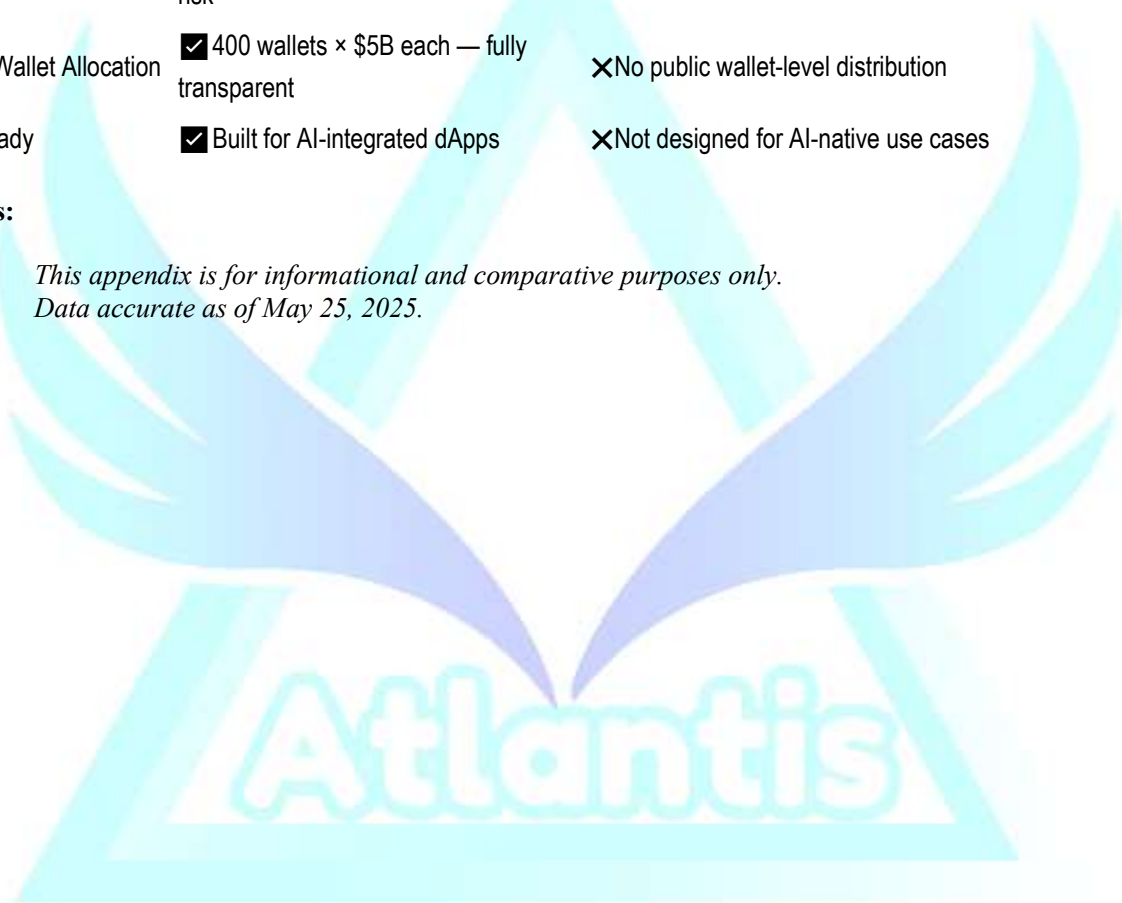 Wallet Allocation ☑ 400 wallets × $5B each — fully transparent ✕ No public wallet-level distribution
☑ Built for AI-integrated dApps ✕ Not designed for AI-native use cases
This appendix is for informational and comparative purposes only.
Data accurate as of May 25, 2025.
Atlantis